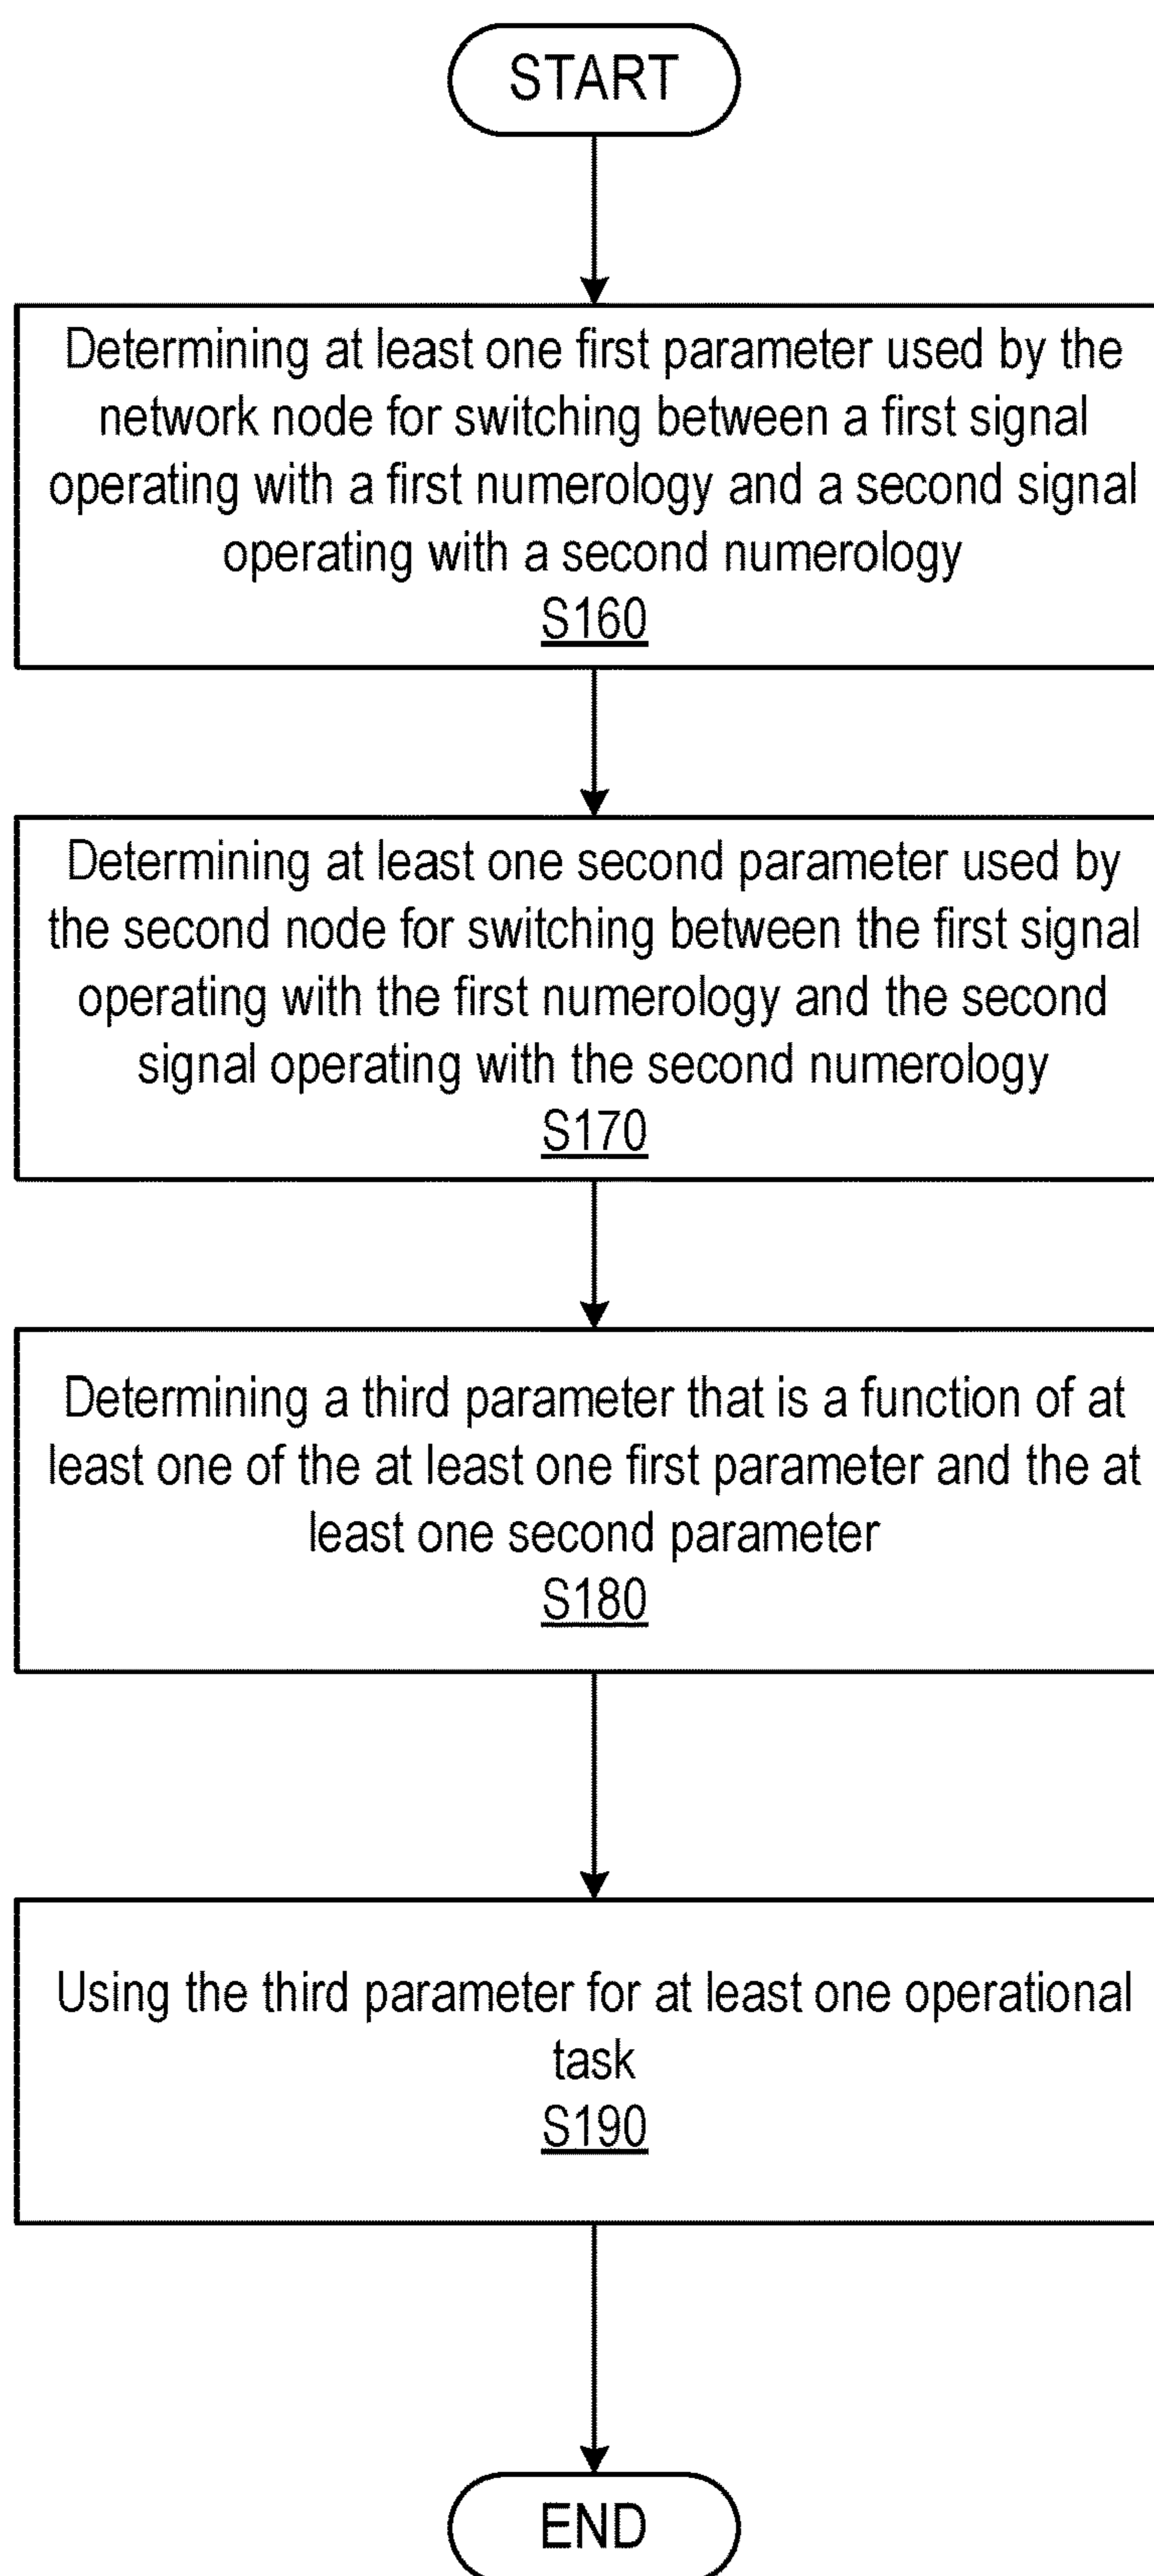 START
Determining at least one first parameter used by the
network node for switching between a first signal
operating with a first numerology and a second signal
operating with a second numerology
S160
Determining at least one second parameter used by
the second node for switching between the first signal
operating with the first numerology and the second
signal operating with the second numerology
S170
Determining a third parameter that is a function of at
least one of the at least one first parameter and the at
least one second parameter
S180
Using the third parameter for at least one operational
task
S190
END